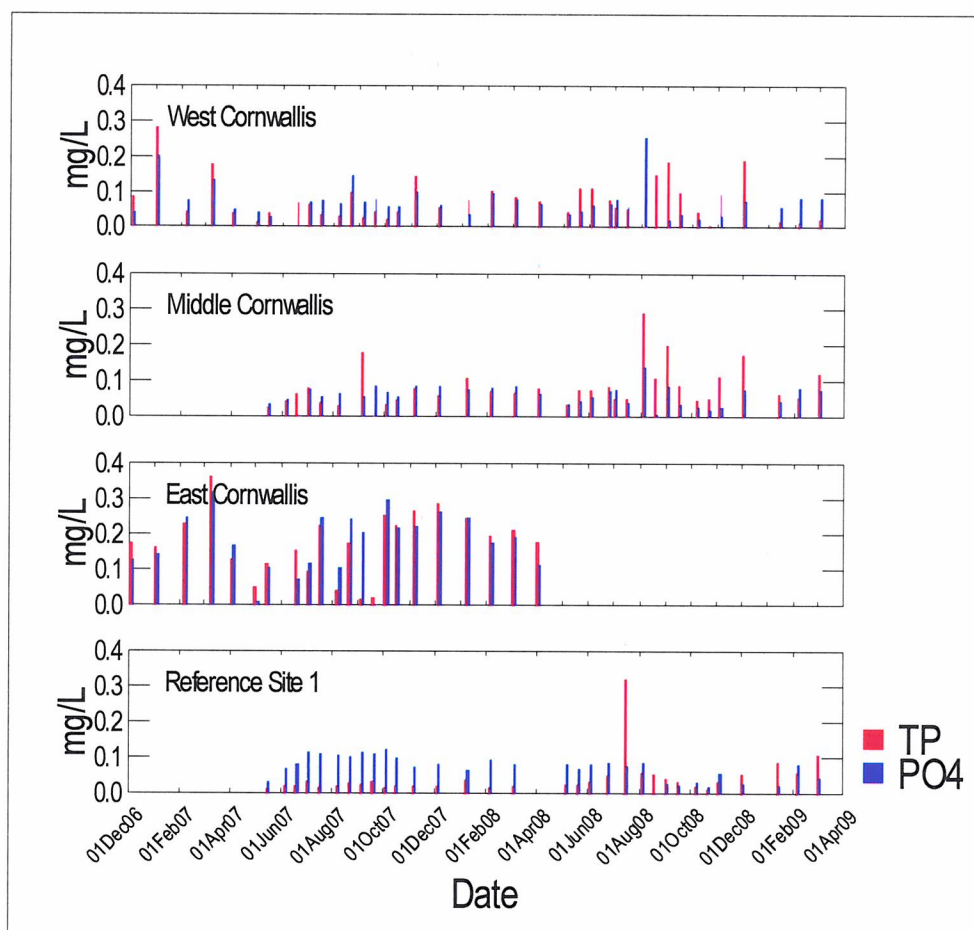 0.4
0.3
0.2
0.1
0.0
mg/L
West Cornwallis
0.4
0.3
0.2
0.1
0.0
mg/L
Middle Cornwallis
0.4
0.3
0.2
0.1
0.0
mg/L
East Cornwallis
0.4
0.3
0.2
0.1
0.0
mg/L
Reference Site 1
TP
PO4
01Dec06
01Feb07
01Apr07
01Jun07
01Aug07
01Oct07
01Dec07
01Feb08
01Apr08
01Jun08
01Aug08
01Oct08
01Dec08
01Feb09
01Apr09
Date